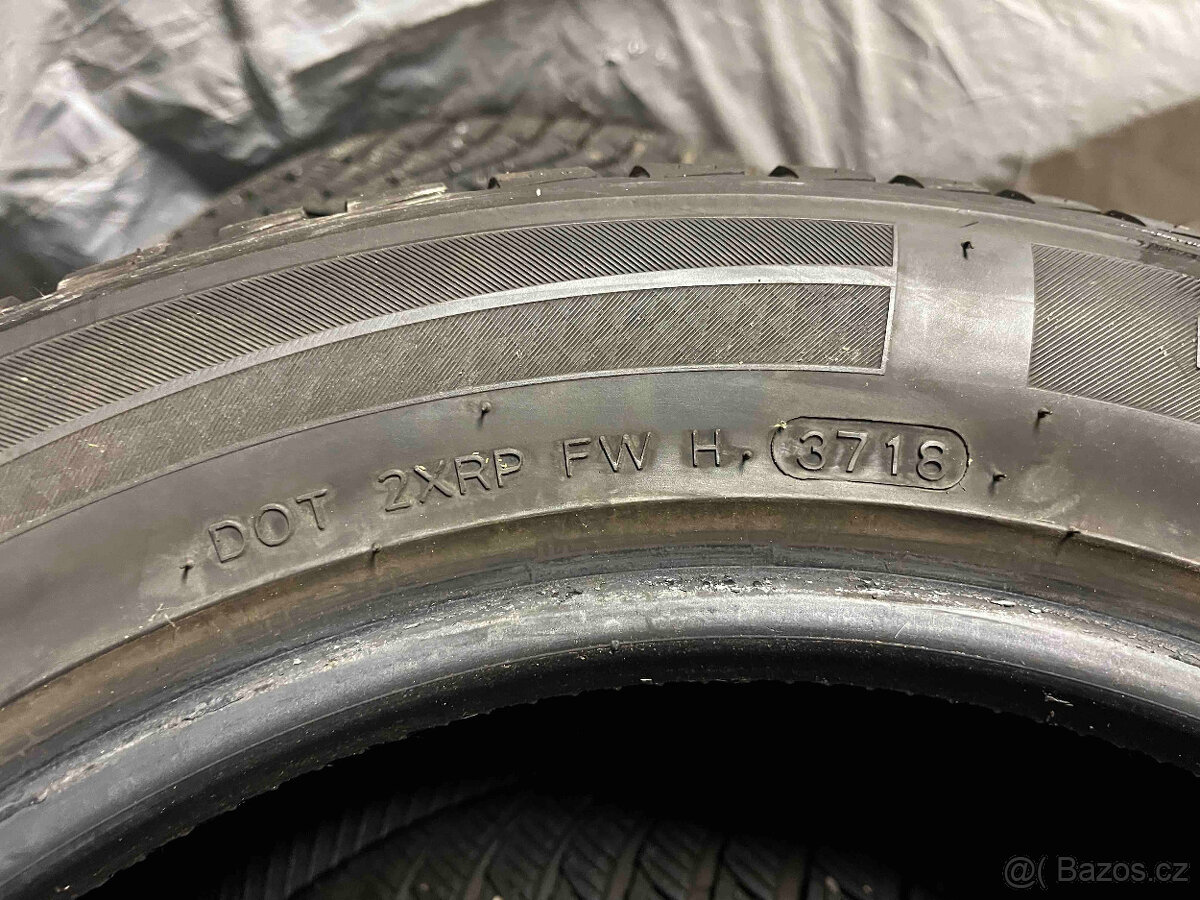 DOT 2XRP FW H 3718
@( Bazos.cz